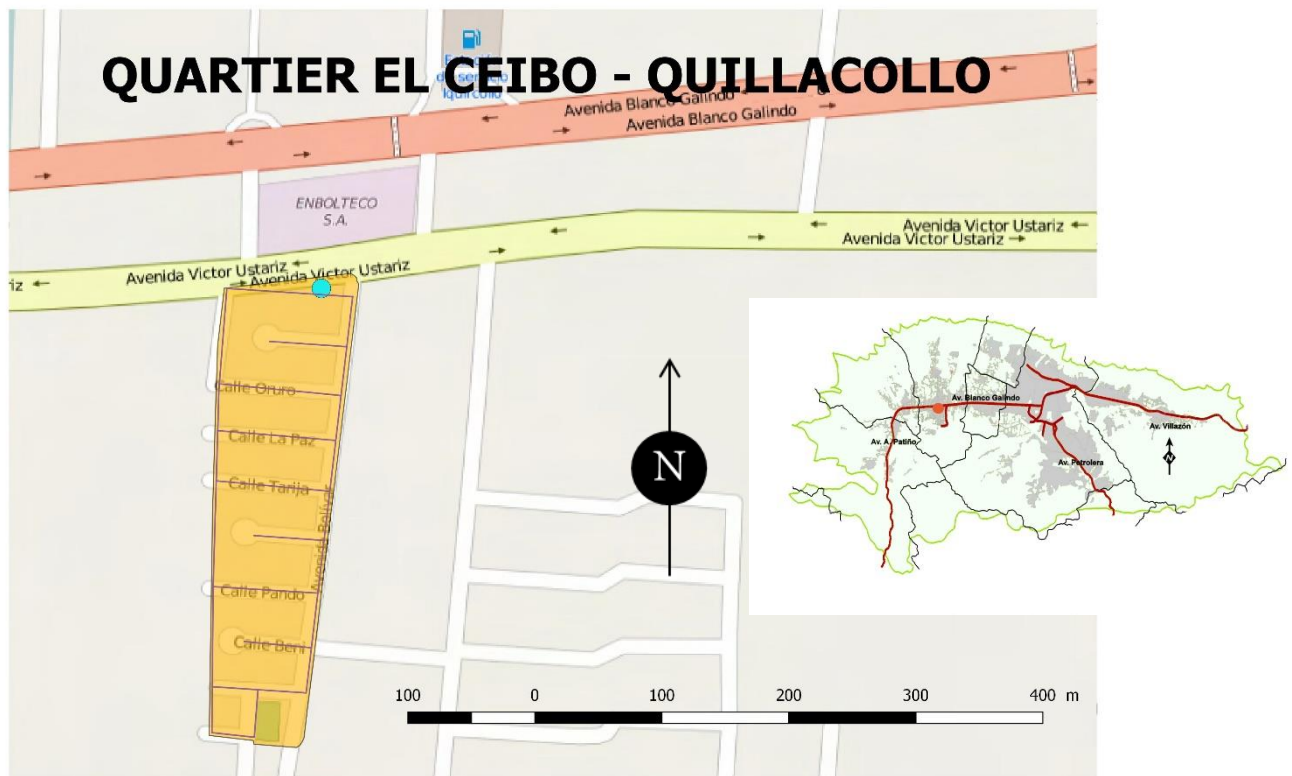 QUARTIER EL CEIBO - QUILLACOLLO
Avenida Blanco Galindo
Avenida Blanco Galindo
ENBOLTECO
S.A.
Avenida Victor Ustariz
Avenida Victor Ustariz
Avenida Victor Ustariz
Avenida Victor Ustariz
riz
Calle Oruro
Calle La Paz
Calle Tarija
Avenida Bolívar
Calle Pando
Calle Beni
N
Av. Blanco Galindo
Av. A. Patiño
Av. Villazón
Av. Petrolera
N
100 0 100 200 300 400 m